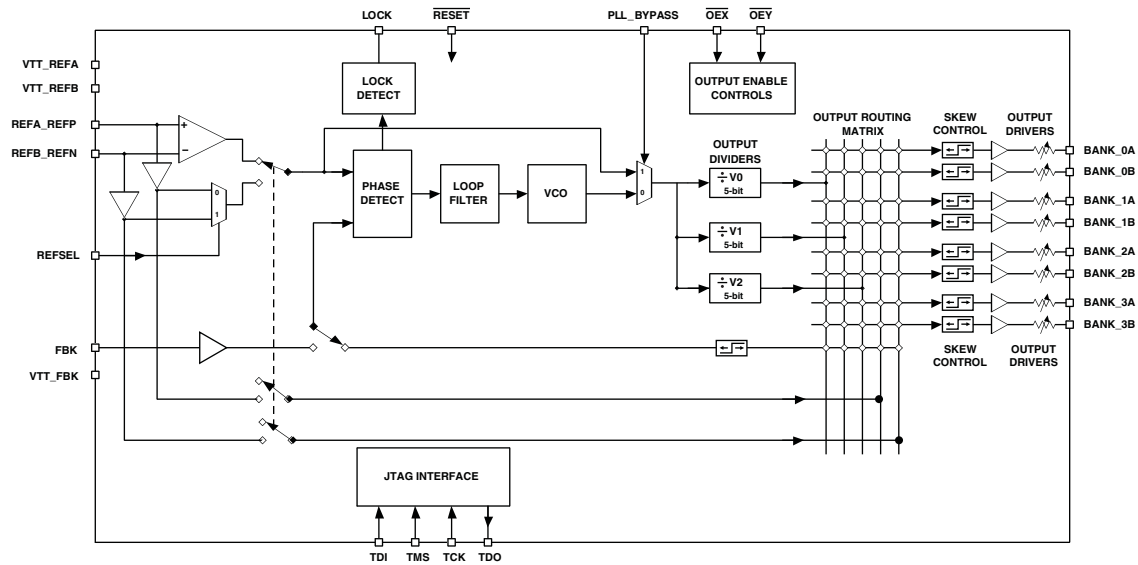 LOCK
RESET
PLL_BYPASS
OEX
OEY
VTT_REFA
VTT_REFB
REFA_REFP
REFB_REFN
REFSEL
FBK
VTT_FBK
+
−
0
1
LOCK
DETECT
PHASE
DETECT
LOOP
FILTER
VCO
1
0
OUTPUT ENABLE
CONTROLS
OUTPUT
DIVIDERS
÷ V0
5-bit
÷ V1
5-bit
÷ V2
5-bit
OUTPUT ROUTING
MATRIX
SKEW
CONTROL
OUTPUT
DRIVERS
BANK_0A
BANK_0B
BANK_1A
BANK_1B
BANK_2A
BANK_2B
BANK_3A
BANK_3B
SKEW
CONTROL
OUTPUT
DRIVERS
JTAG INTERFACE
TDI
TMS
TCK
TDO